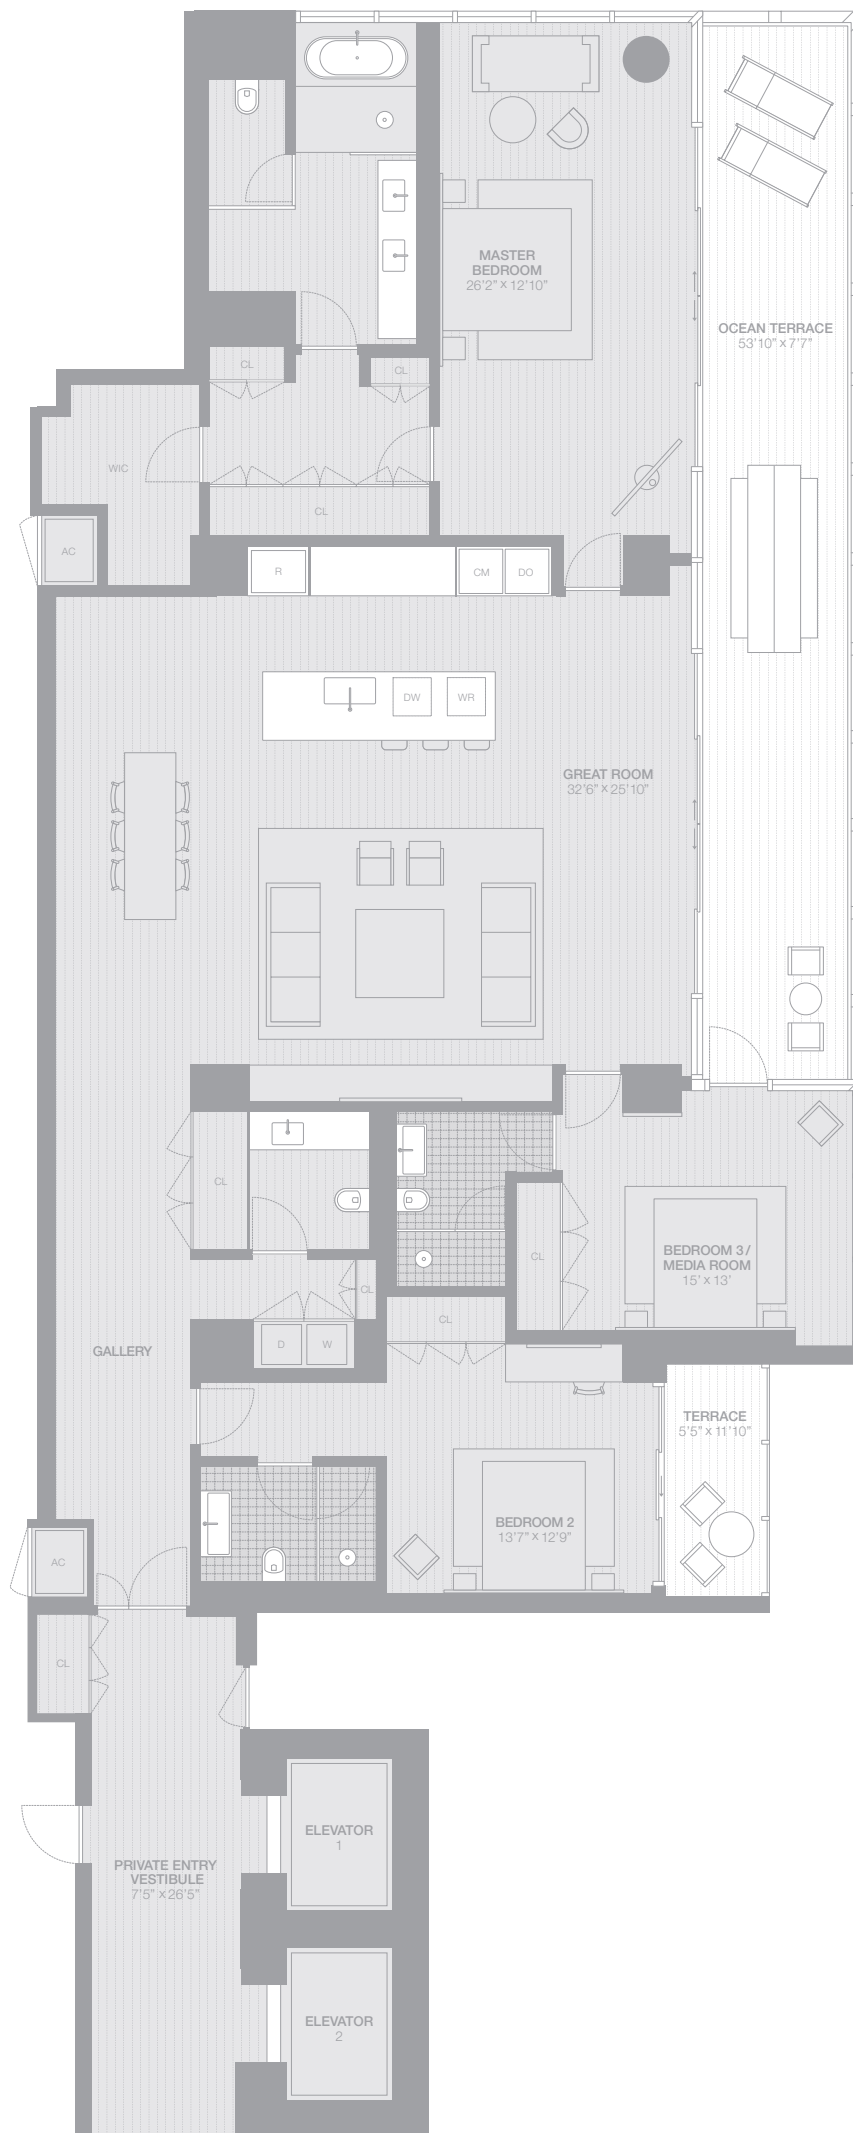 MASTER
BEDROOM
26'2" x 12'10"
OCEAN TERRACE
53'10" x 7'7"
CL
CL
WIC
CL
AC
R
CM
DO
DW
WR
GREAT ROOM
32'6" x 25'10"
CL
CL
BEDROOM 3 /
MEDIA ROOM
15' x 13'
CL
CL
D
W
GALLERY
TERRACE
5'5" x 11'10"
BEDROOM 2
13'7" x 12'9"
AC
CL
ELEVATOR
1
PRIVATE ENTRY
VESTIBULE
7'5" x 26'5"
ELEVATOR
2